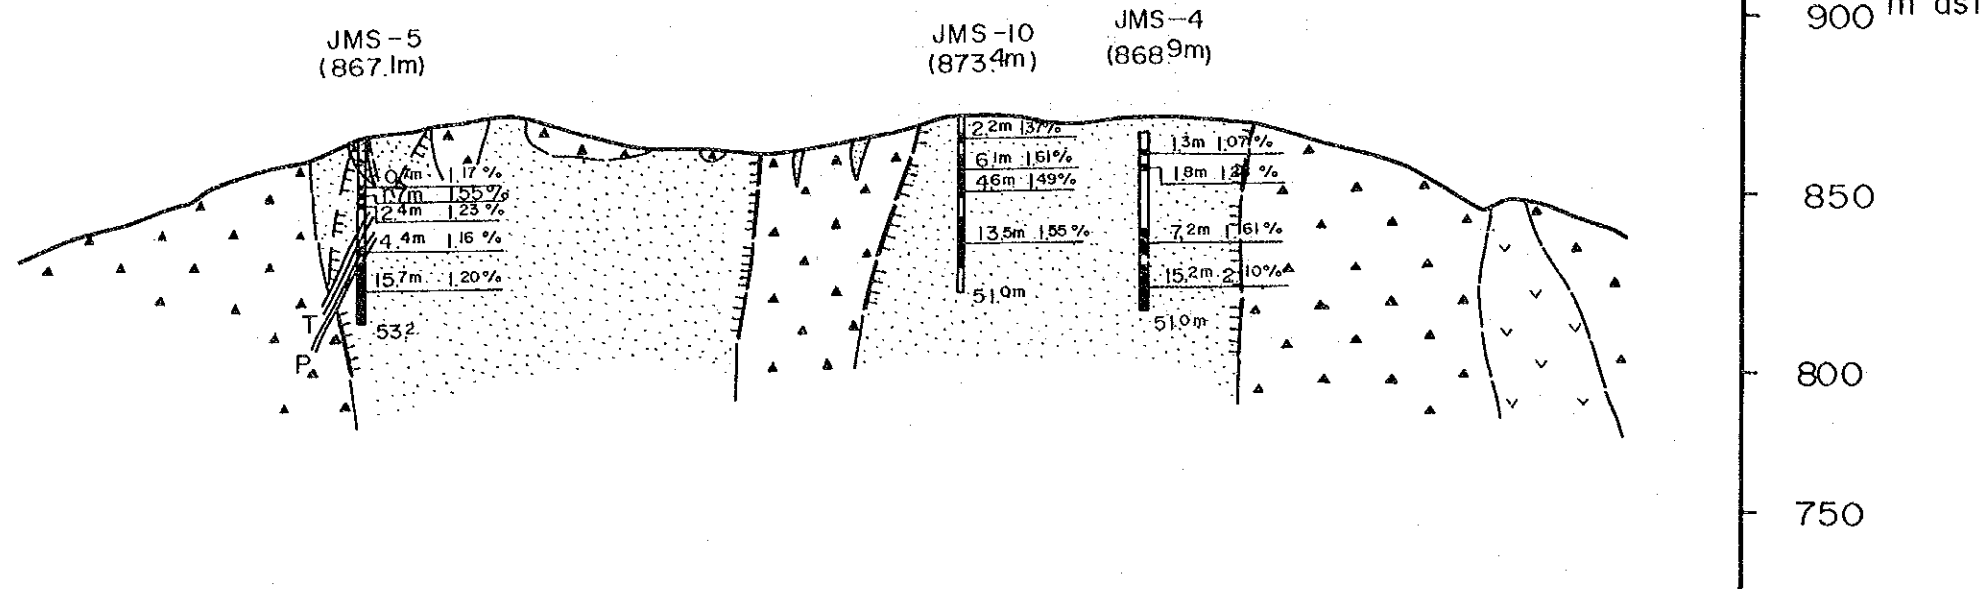 JMS-5
(867.1m)
JMS-10
(873.4m)
JMS-4
(868.9m)
900 m asl
850
800
750
1.17%
1.7m 1.55%
2.4m 1.23%
4.4m 1.16%
15.7m 1.20%
53.2
T
P
2.2m 1.37%
6.1m 1.61%
4.6m 1.49%
13.5m 1.55%
51.0m
1.3m 1.07%
1.8m
7.2m 1.61%
15.2m 2.10%
51.0m